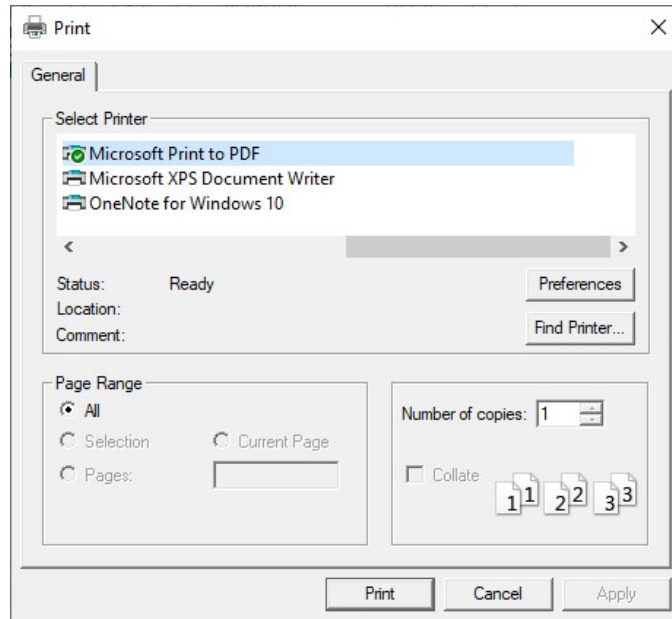 Print
General
Select Printer
Microsoft Print to PDF
Microsoft XPS Document Writer
OneNote for Windows 10
Status: Ready
Preferences
Location:
Find Printer...
Comment:
Page Range
All
Selection Current Page
Pages:
Number of copies: 1
Collate
1 1 2 2 3 3
Print Cancel Apply